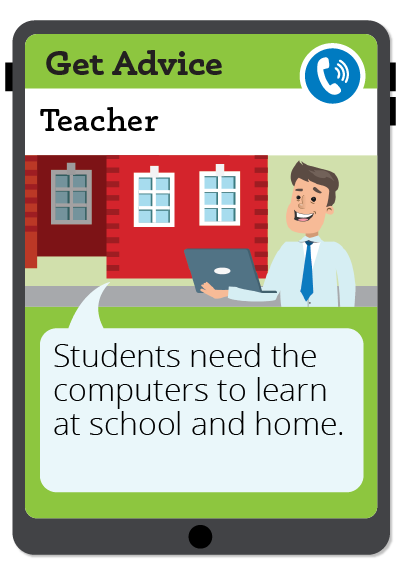 Get Advice
Teacher
Students need the
computers to learn
at school and home.